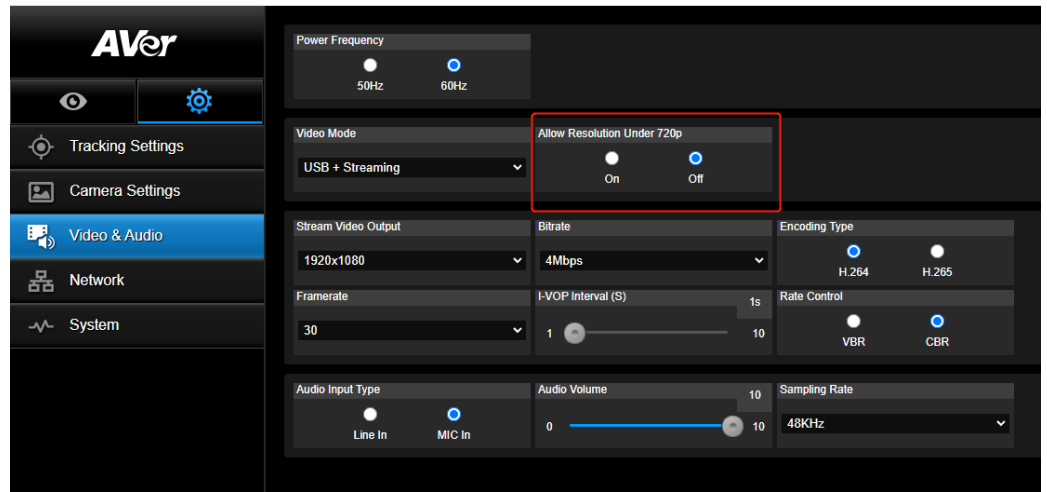 AVer
Tracking Settings
Camera Settings
Video & Audio
Network
System
Power Frequency
50Hz 60Hz
Video Mode
USB + Streaming
Allow Resolution Under 720p
On Off
Stream Video Output
1920x1080
Bitrate
4Mbps
Encoding Type
H.264 H.265
Framerate
30
I-VOP Interval (S)
1s
1 10
Rate Control
VBR CBR
Audio Input Type
Line In MIC In
Audio Volume
10
0 10
Sampling Rate
48KHz